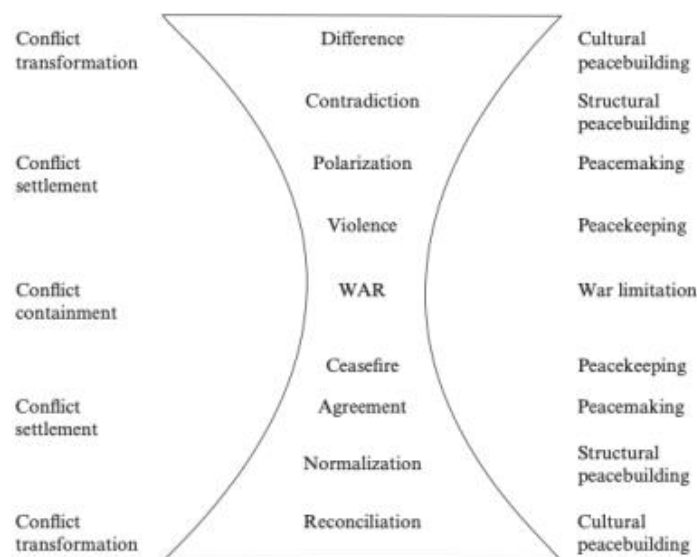 Conflict
transformation
Difference
Cultural
peacebuilding
Contradiction
Structural
peacebuilding
Conflict
settlement
Polarization
Peacemaking
Violence
Peacekeeping
Conflict
containment
WAR
War limitation
Ceasefire
Peacekeeping
Conflict
settlement
Agreement
Peacemaking
Normalization
Structural
peacebuilding
Conflict
transformation
Reconciliation
Cultural
peacebuilding